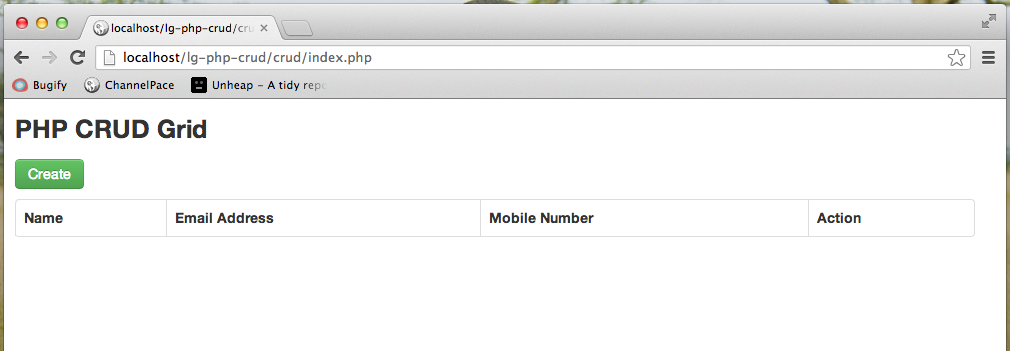 localhost/lg-php-crud/cru
localhost/lg-php-crud/crud/index.php
Bugify ChannelPace Unheap – A tidy repo
PHP CRUD Grid
Create
Name Email Address Mobile Number Action